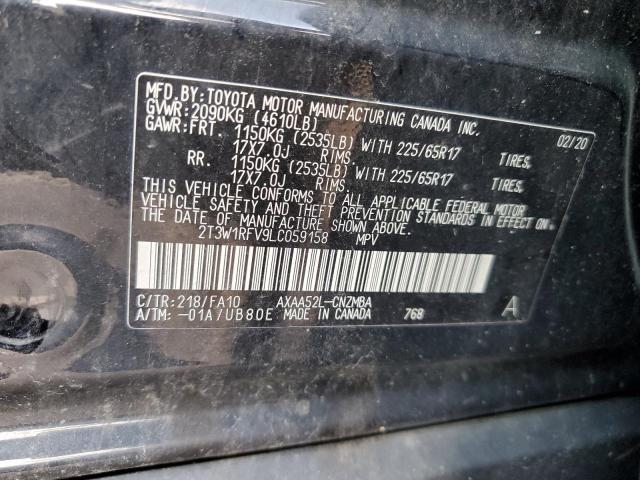 MFD.BY:TOYOTA MOTOR MANUFACTURING CANADA INC.
GVWR:2090KG (4610LB) 02/20
GAWR:FRT. 1150KG (2535LB) WITH 225/65R17 TIRES,
17X7.0J RIMS,
RR. 1150KG (2535LB) WITH 225/65R17 TIRES,
17X7.0J RIMS.
THIS VEHICLE CONFORMS TO ALL APPLICABLE FEDERAL MOTOR
VEHICLE SAFETY AND THEFT PREVENTION STANDARDS IN EFFECT ON
THE DATE OF MANUFACTURE SHOWN ABOVE.
2T3W1RFV9LC059158 MPV
C/TR:218/FA10 AXAA52L-CNZMBA
A/TM: -01A/UB80E MADE IN CANADA 768 A